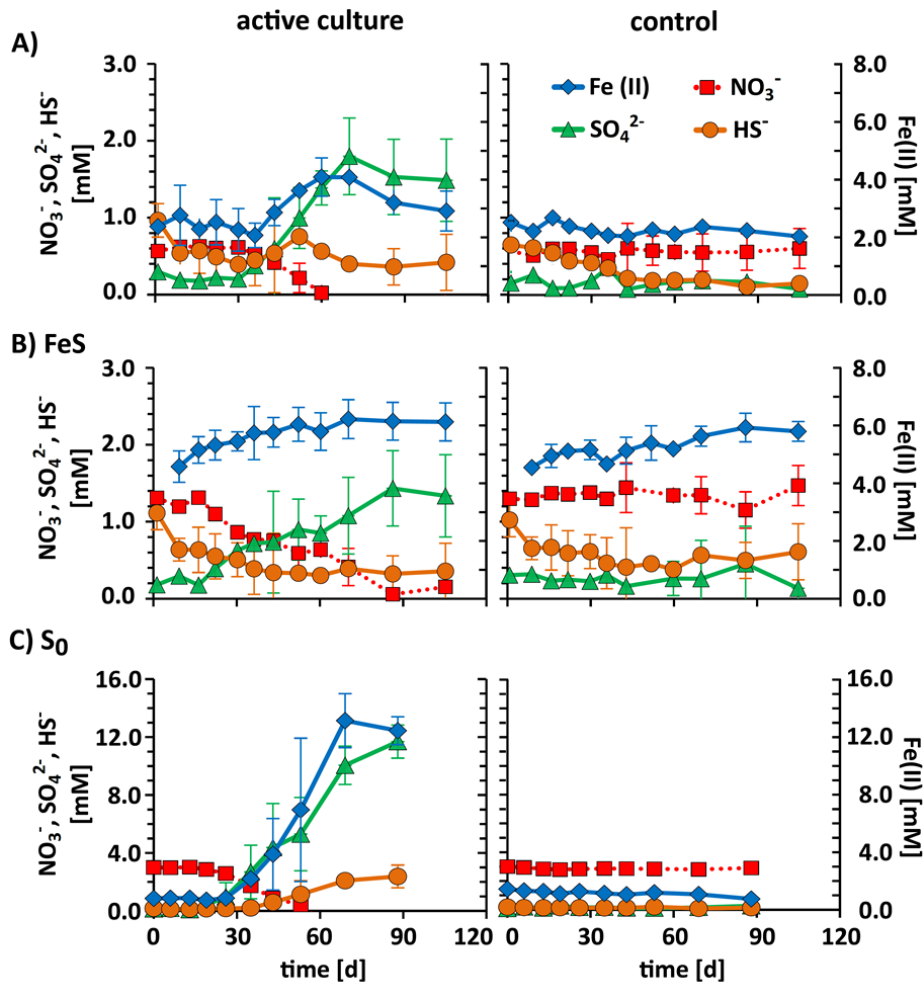 active culture control
A)
3.0 8.0
Fe (II) NO₃⁻
SO₄²⁻ HS⁻
2.0 6.0
4.0
1.0
2.0
0.0 0.0
NO₃⁻, SO₄²⁻, HS⁻
[mM]
Fe(II) [mM]
B) FeS
3.0 8.0
2.0 6.0
4.0
1.0
2.0
0.0 0.0
NO₃⁻, SO₄²⁻, HS⁻
[mM]
Fe(II) [mM]
C) S₀
16.0 16.0
12.0 12.0
8.0 8.0
4.0 4.0
0.0 0.0
NO₃⁻, SO₄²⁻, HS⁻
[mM]
Fe(II) [mM]
0 30 60 90 120 0 30 60 90 120
time [d] time [d]